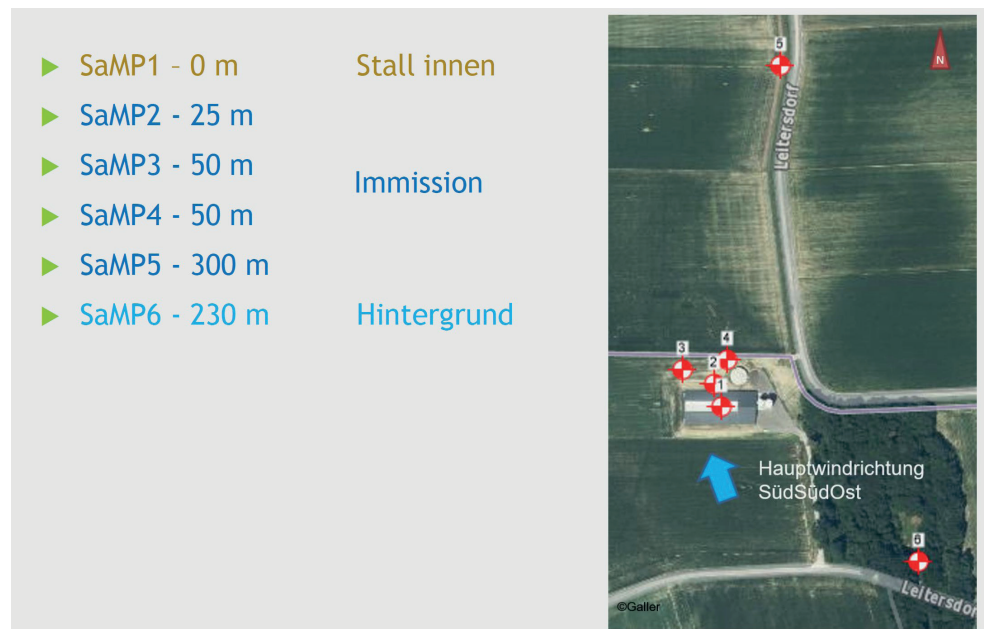 SaMP1 – 0 m Stall innen
SaMP2 - 25 m
SaMP3 - 50 m
Immission
SaMP4 - 50 m
SaMP5 - 300 m
SaMP6 - 230 m Hintergrund
5
N
Leitersdorf
4
3
2
1
Hauptwindrichtung
SüdSüdOst
6
Leitersdor
©Galler